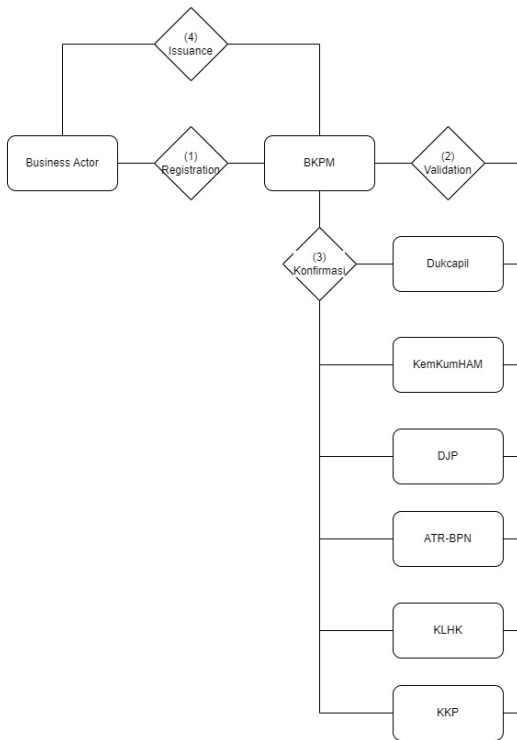 (4)
Issuance
Business Actor
(1)
Registration
BKPM
(2)
Validation
(3)
Konfirmasi
Dukcapil
KemKumHAM
DJP
ATR-BPN
KLHK
KKP